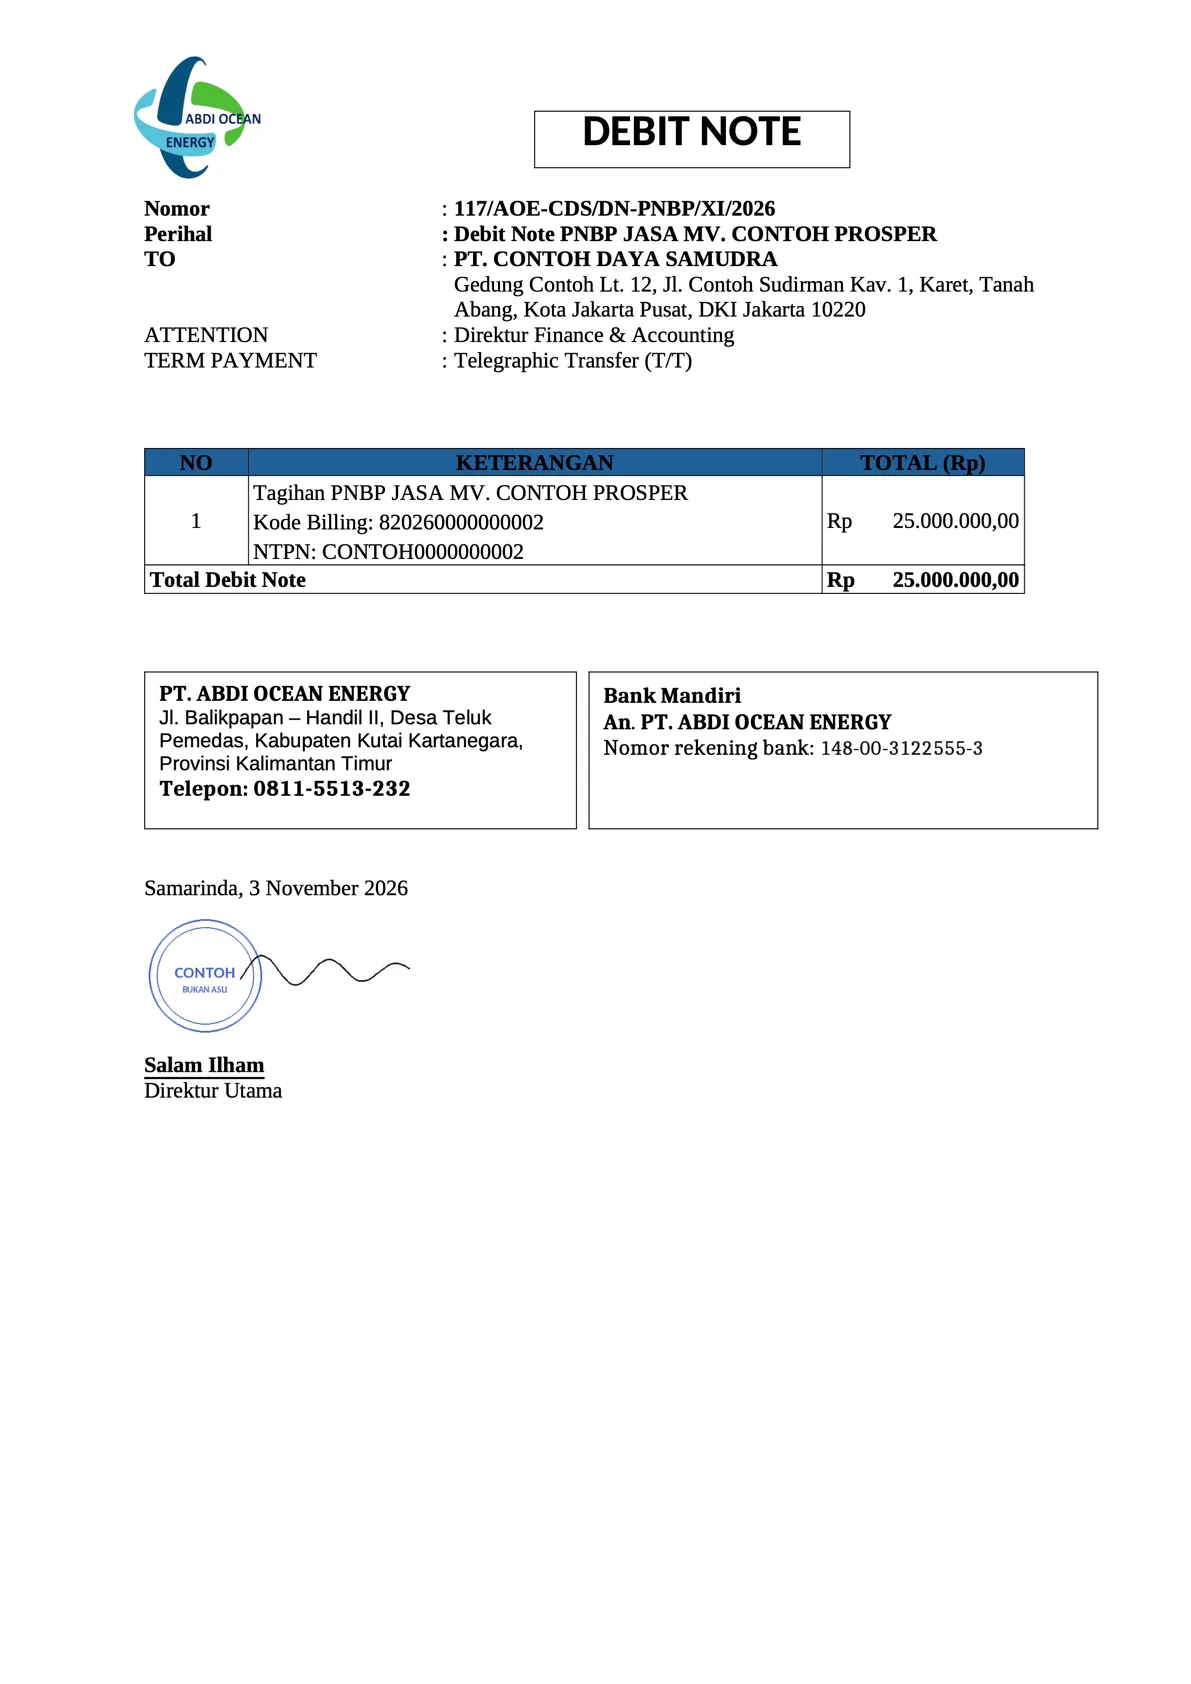 ABDI OCEAN
ENERGY
DEBIT NOTE
Nomor : 117/AOE-CDS/DN-PNBP/XI/2026
Perihal : Debit Note PNBP JASA MV. CONTOH PROSPER
TO : PT. CONTOH DAYA SAMUDRA
Gedung Contoh Lt. 12, Jl. Contoh Sudirman Kav. 1, Karet, Tanah
Abang, Kota Jakarta Pusat, DKI Jakarta 10220
ATTENTION : Direktur Finance & Accounting
TERM PAYMENT : Telegraphic Transfer (T/T)
NO KETERANGAN TOTAL (Rp)
Tagihan PNBP JASA MV. CONTOH PROSPER
1 Kode Billing: 820260000000002 Rp 25.000.000,00
NTPN: CONTOH0000000002
Total Debit Note Rp 25.000.000,00
PT. ABDI OCEAN ENERGY
Jl. Balikpapan – Handil II, Desa Teluk
Pemedas, Kabupaten Kutai Kartanegara,
Provinsi Kalimantan Timur
Telepon: 0811-5513-232
Bank Mandiri
An. PT. ABDI OCEAN ENERGY
Nomor rekening bank: 148-00-3122555-3
Samarinda, 3 November 2026
CONTOH
BUKAN ASLI
Salam Ilham
Direktur Utama